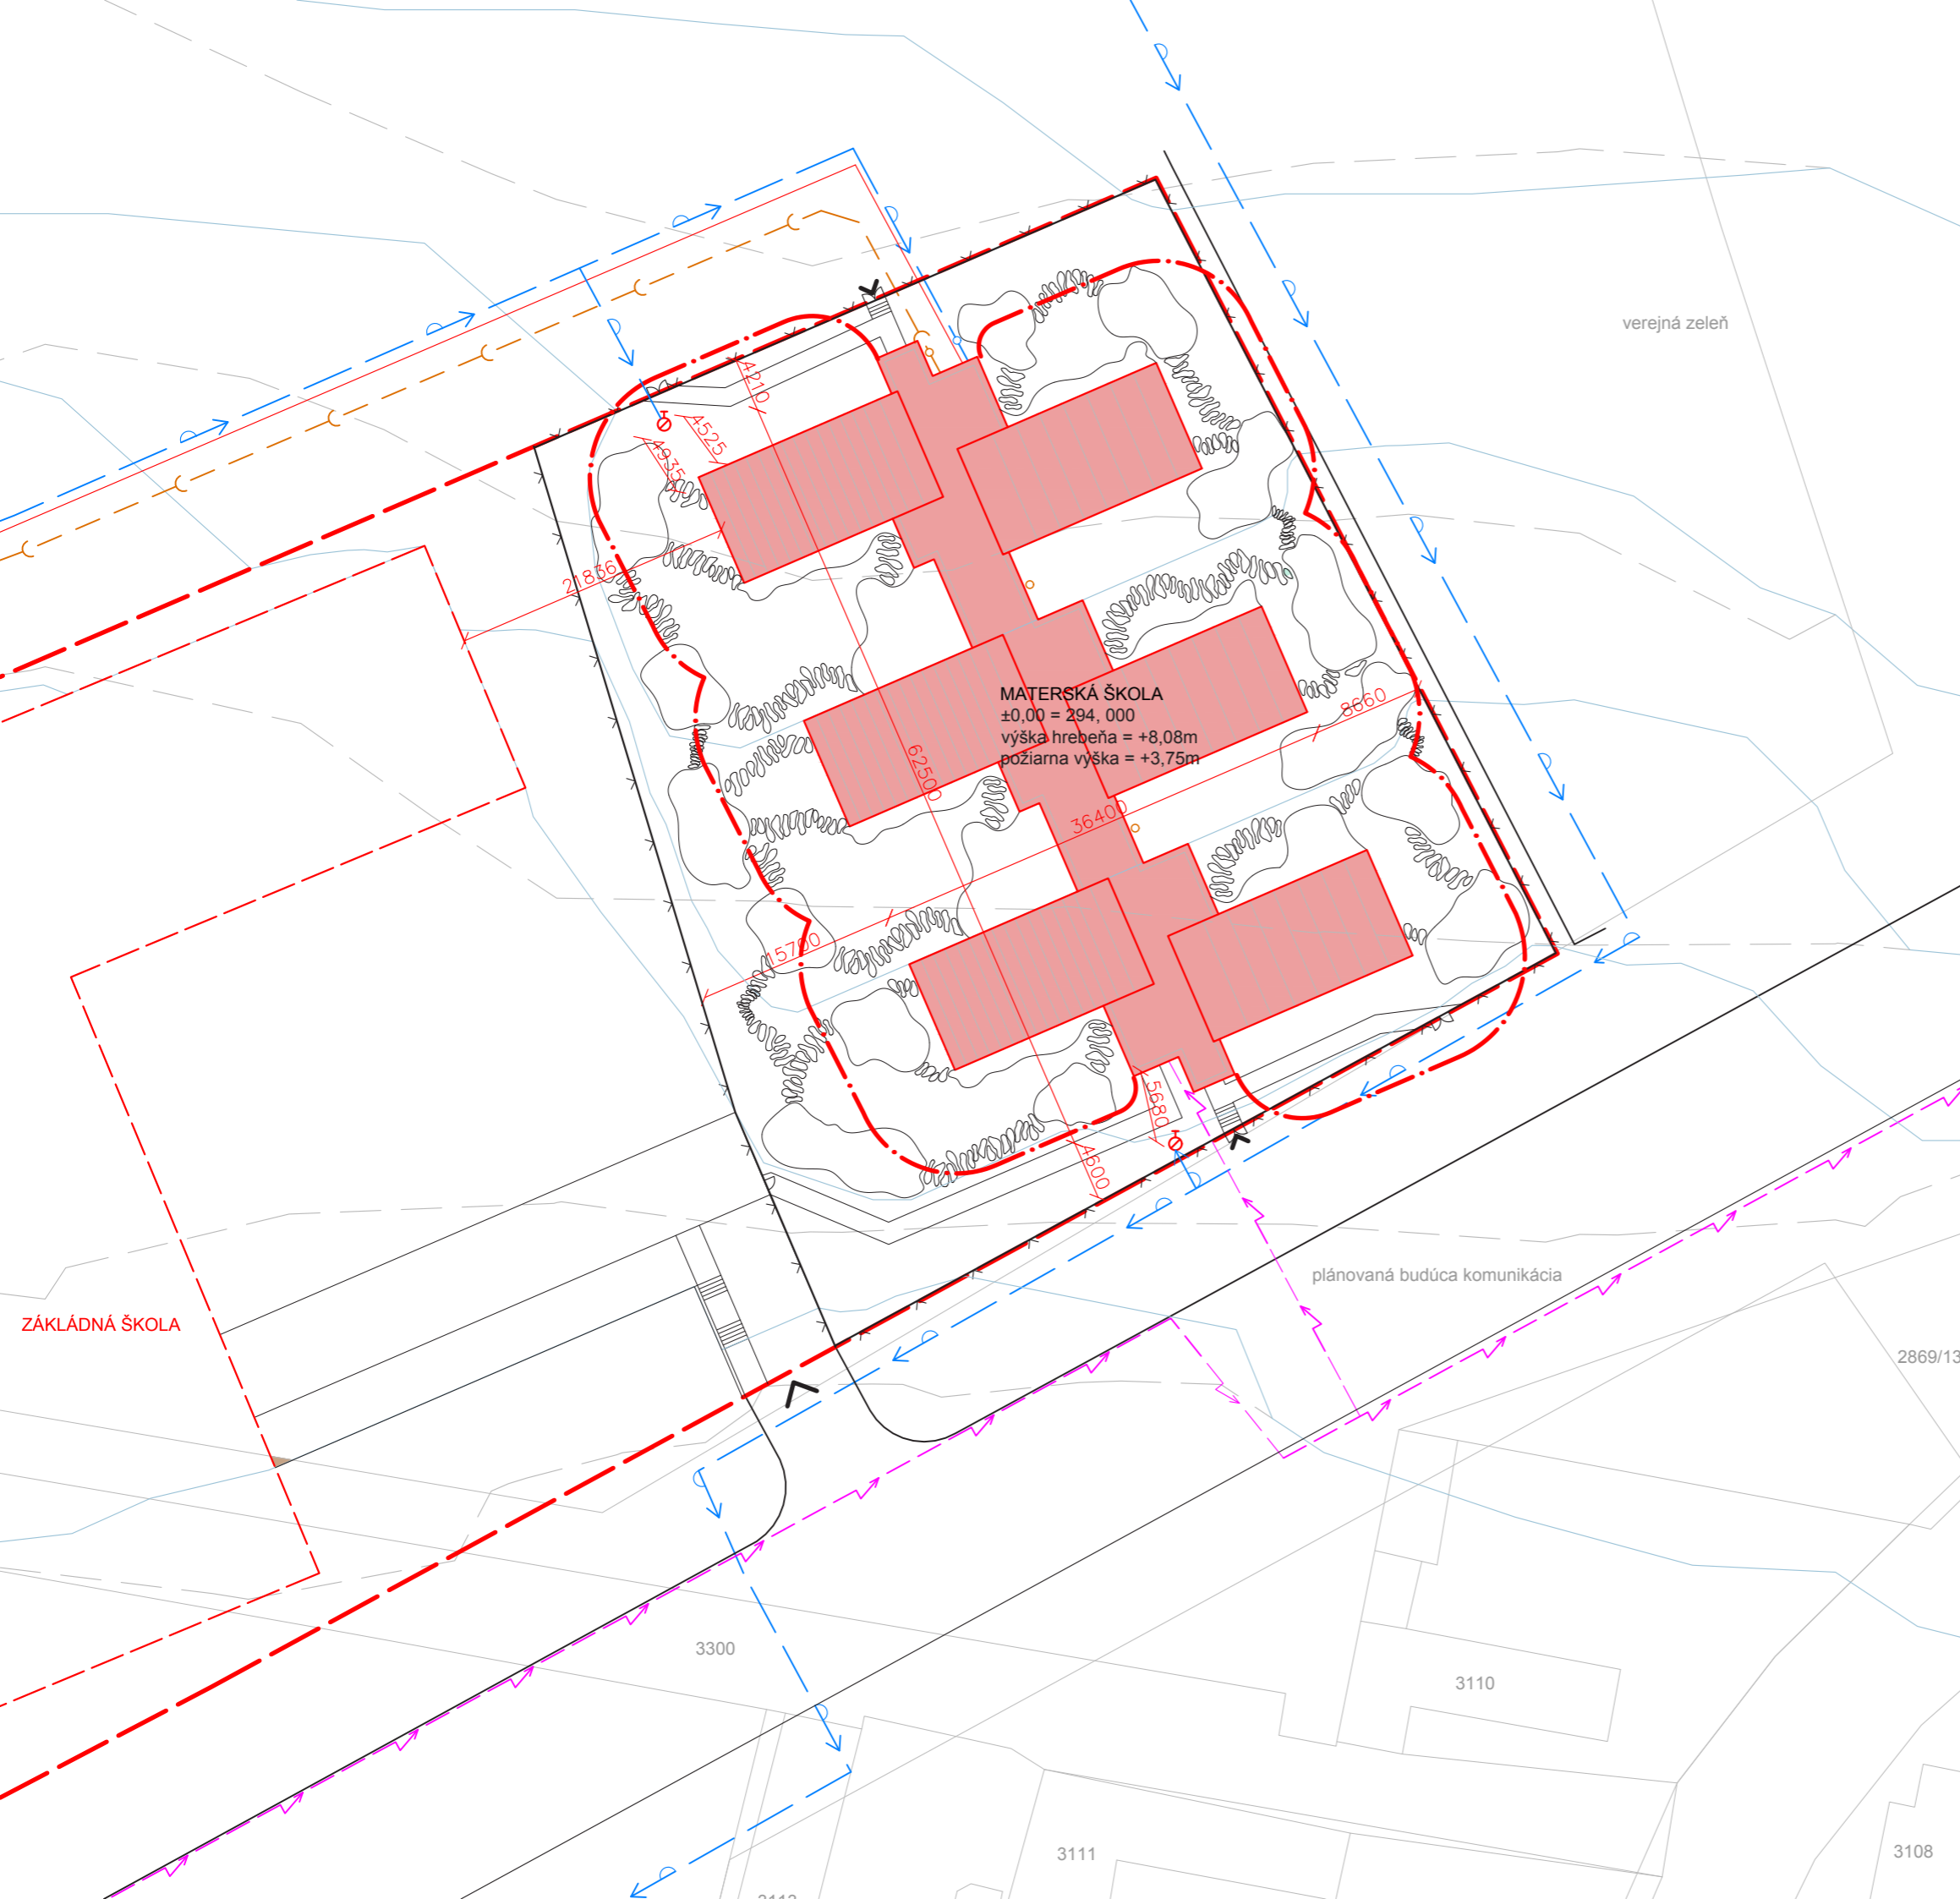 verejná zeleň
4210
4525
4935
21836
MATERSKÁ ŠKOLA
±0,00 = 294, 000
výška hrebeňa = +8,08m
požiarna výška = +3,75m
8660
62500
36400
15700
5680
4600
plánovaná budúca komunikácia
ZÁKLÁDNÁ ŠKOLA
2869/13
3300
3110
3111
3108